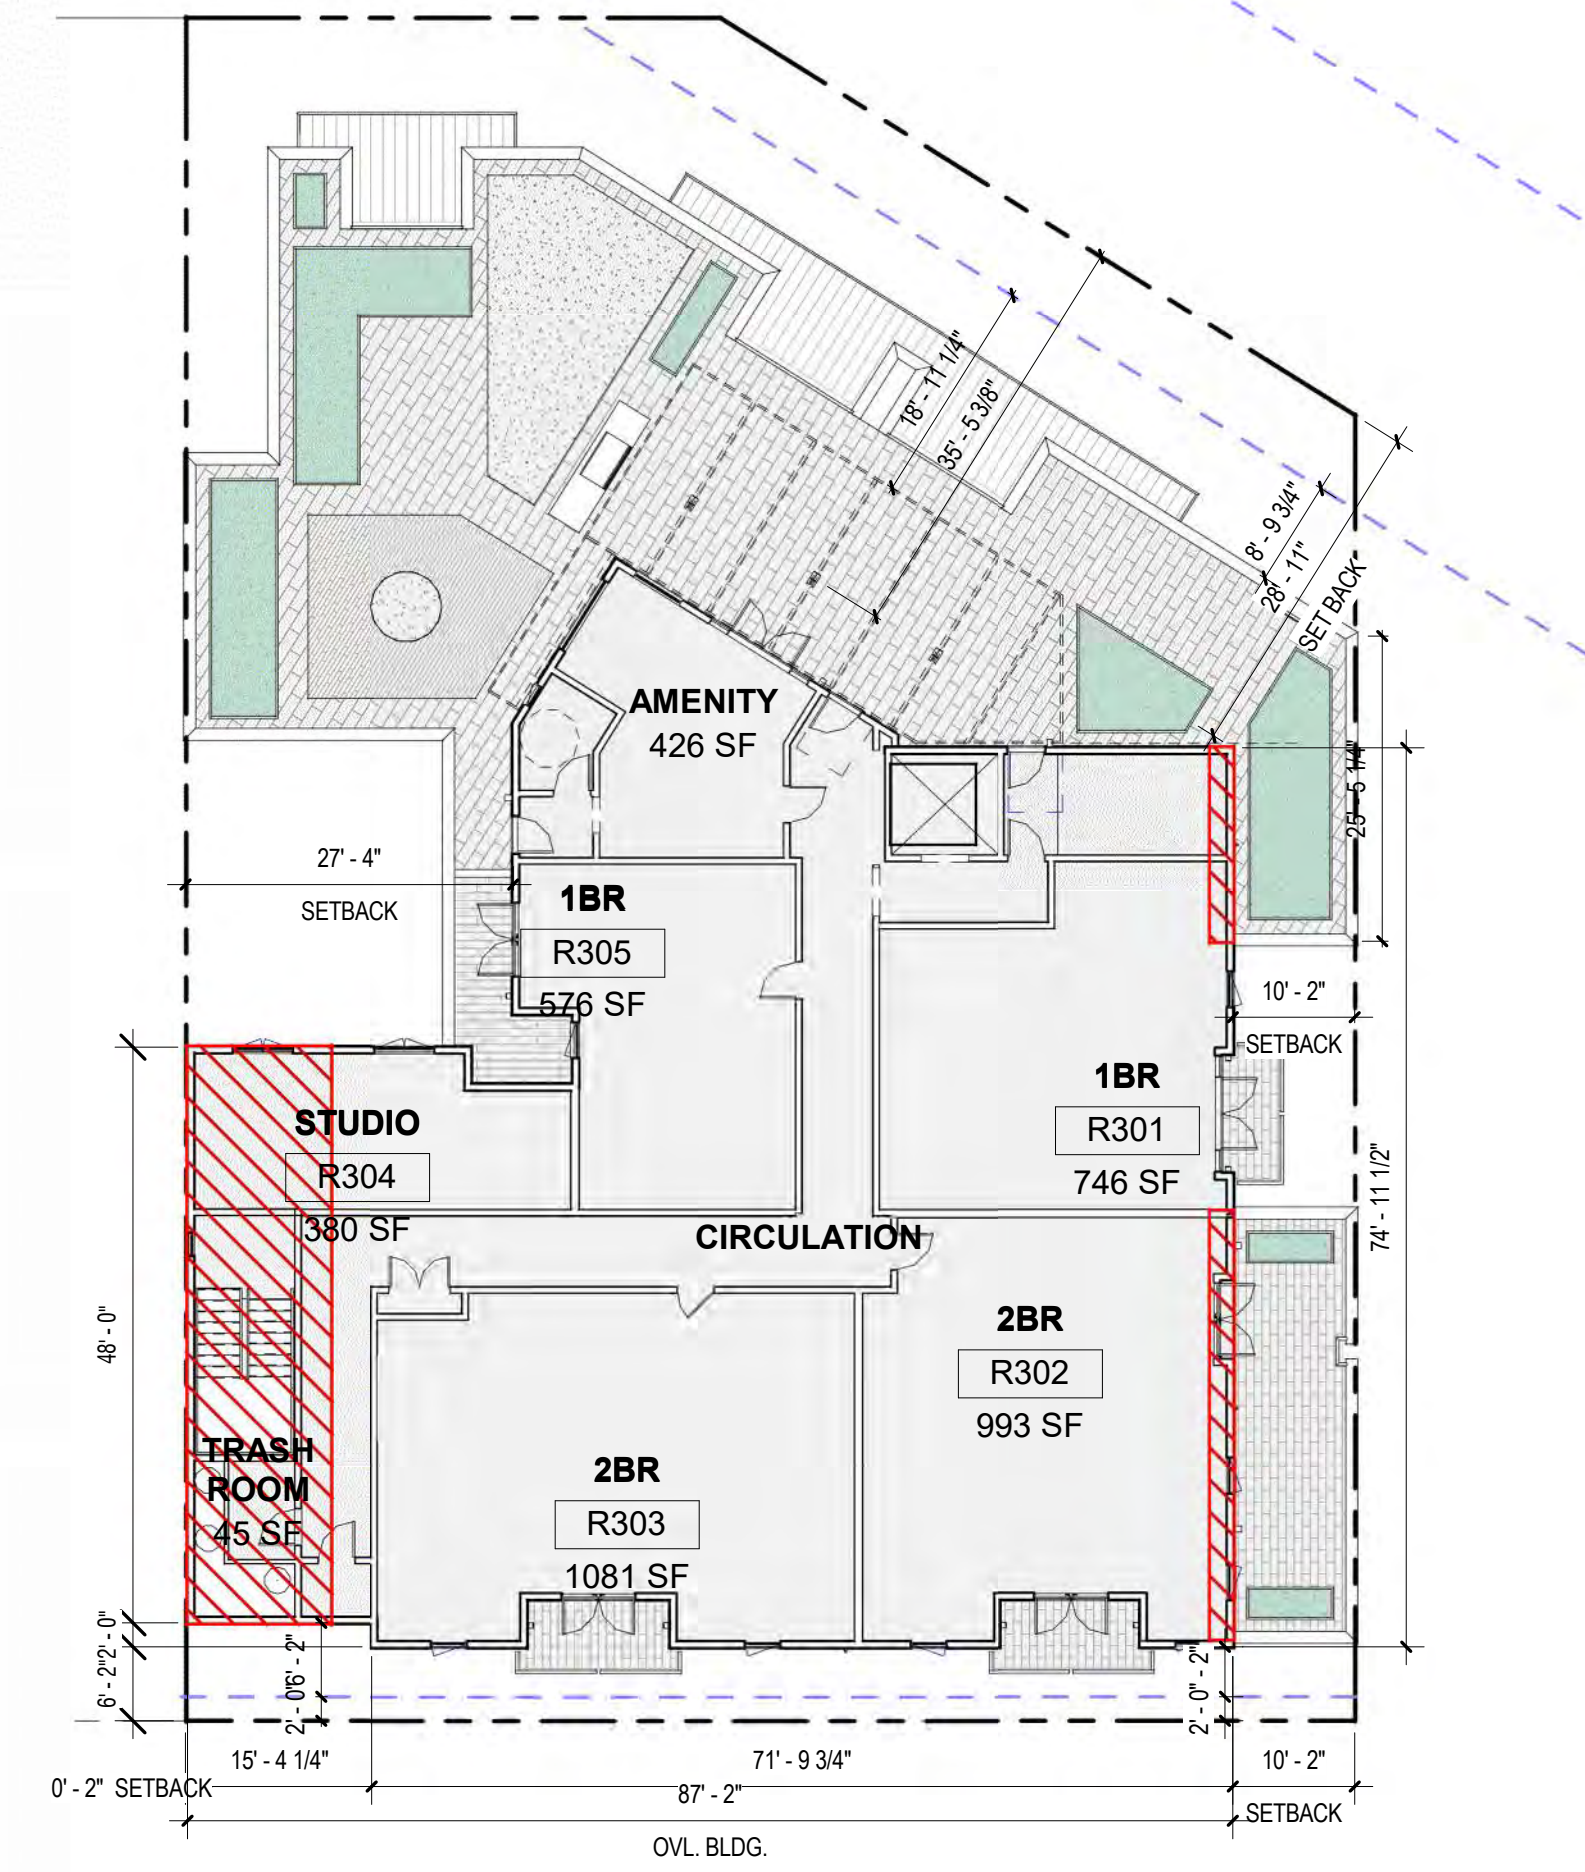 18' - 11 1/4"
35' - 5 3/8"
8' - 9 3/4"
28' - 11"
SET BACK
AMENITY
426 SF
25' - 5 1/4"
27' - 4"
SETBACK
1BR
R305
576 SF
10' - 2"
SETBACK
1BR
R301
746 SF
STUDIO
R304
380 SF
74' - 11 1/2"
CIRCULATION
48' - 0"
2BR
R302
993 SF
TRASH
ROOM
45 SF
2BR
R303
1081 SF
2' - 0"
6' - 2"
6' - 2"
2' - 0"
2' - 0"
15' - 4 1/4"
71' - 9 3/4"
10' - 2"
0' - 2" SETBACK
87' - 2"
SETBACK
OVL. BLDG.